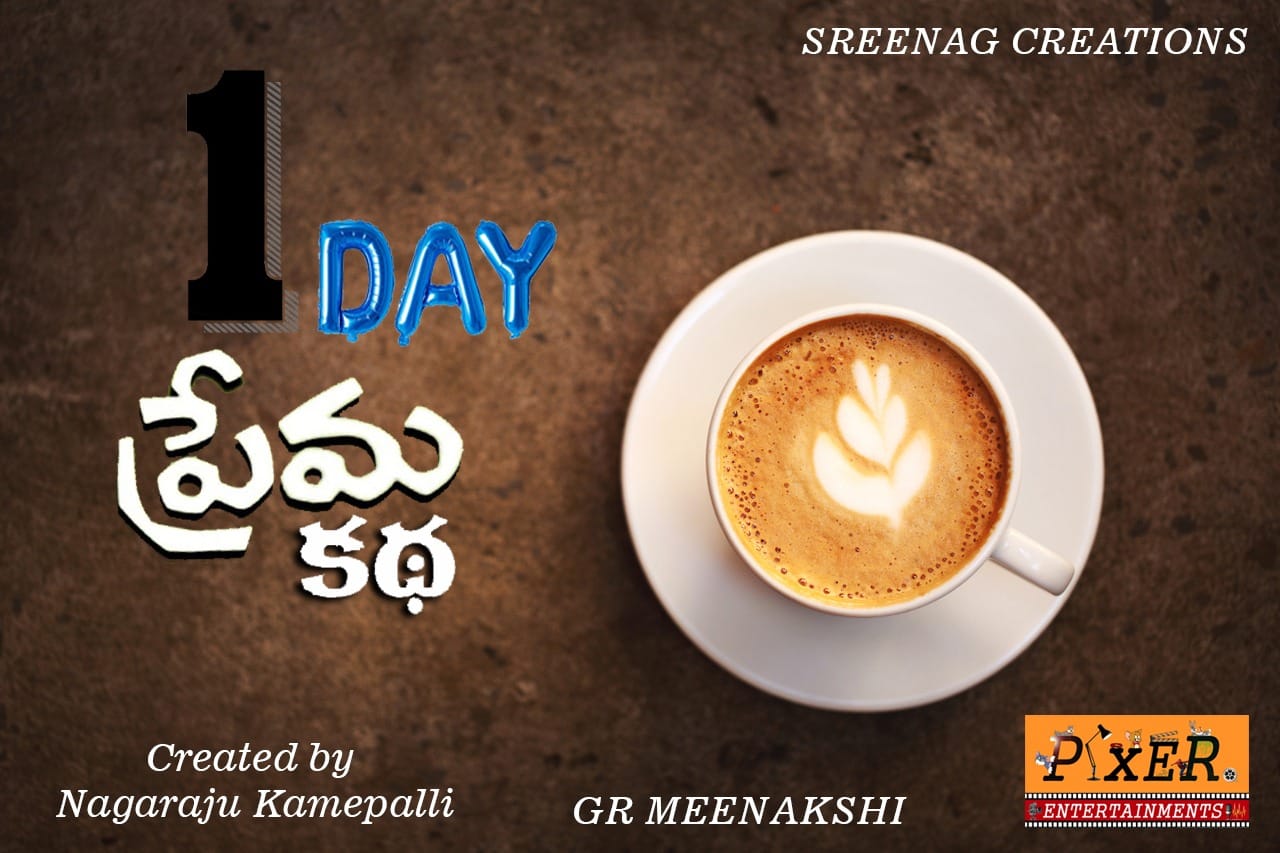 SREENAG CREATIONS
1 DAY
ప్రేమ
కథ
Created by
Nagaraju Kamepalli
GR MEENAKSHI
PIXER
ENTERTAINMENTS